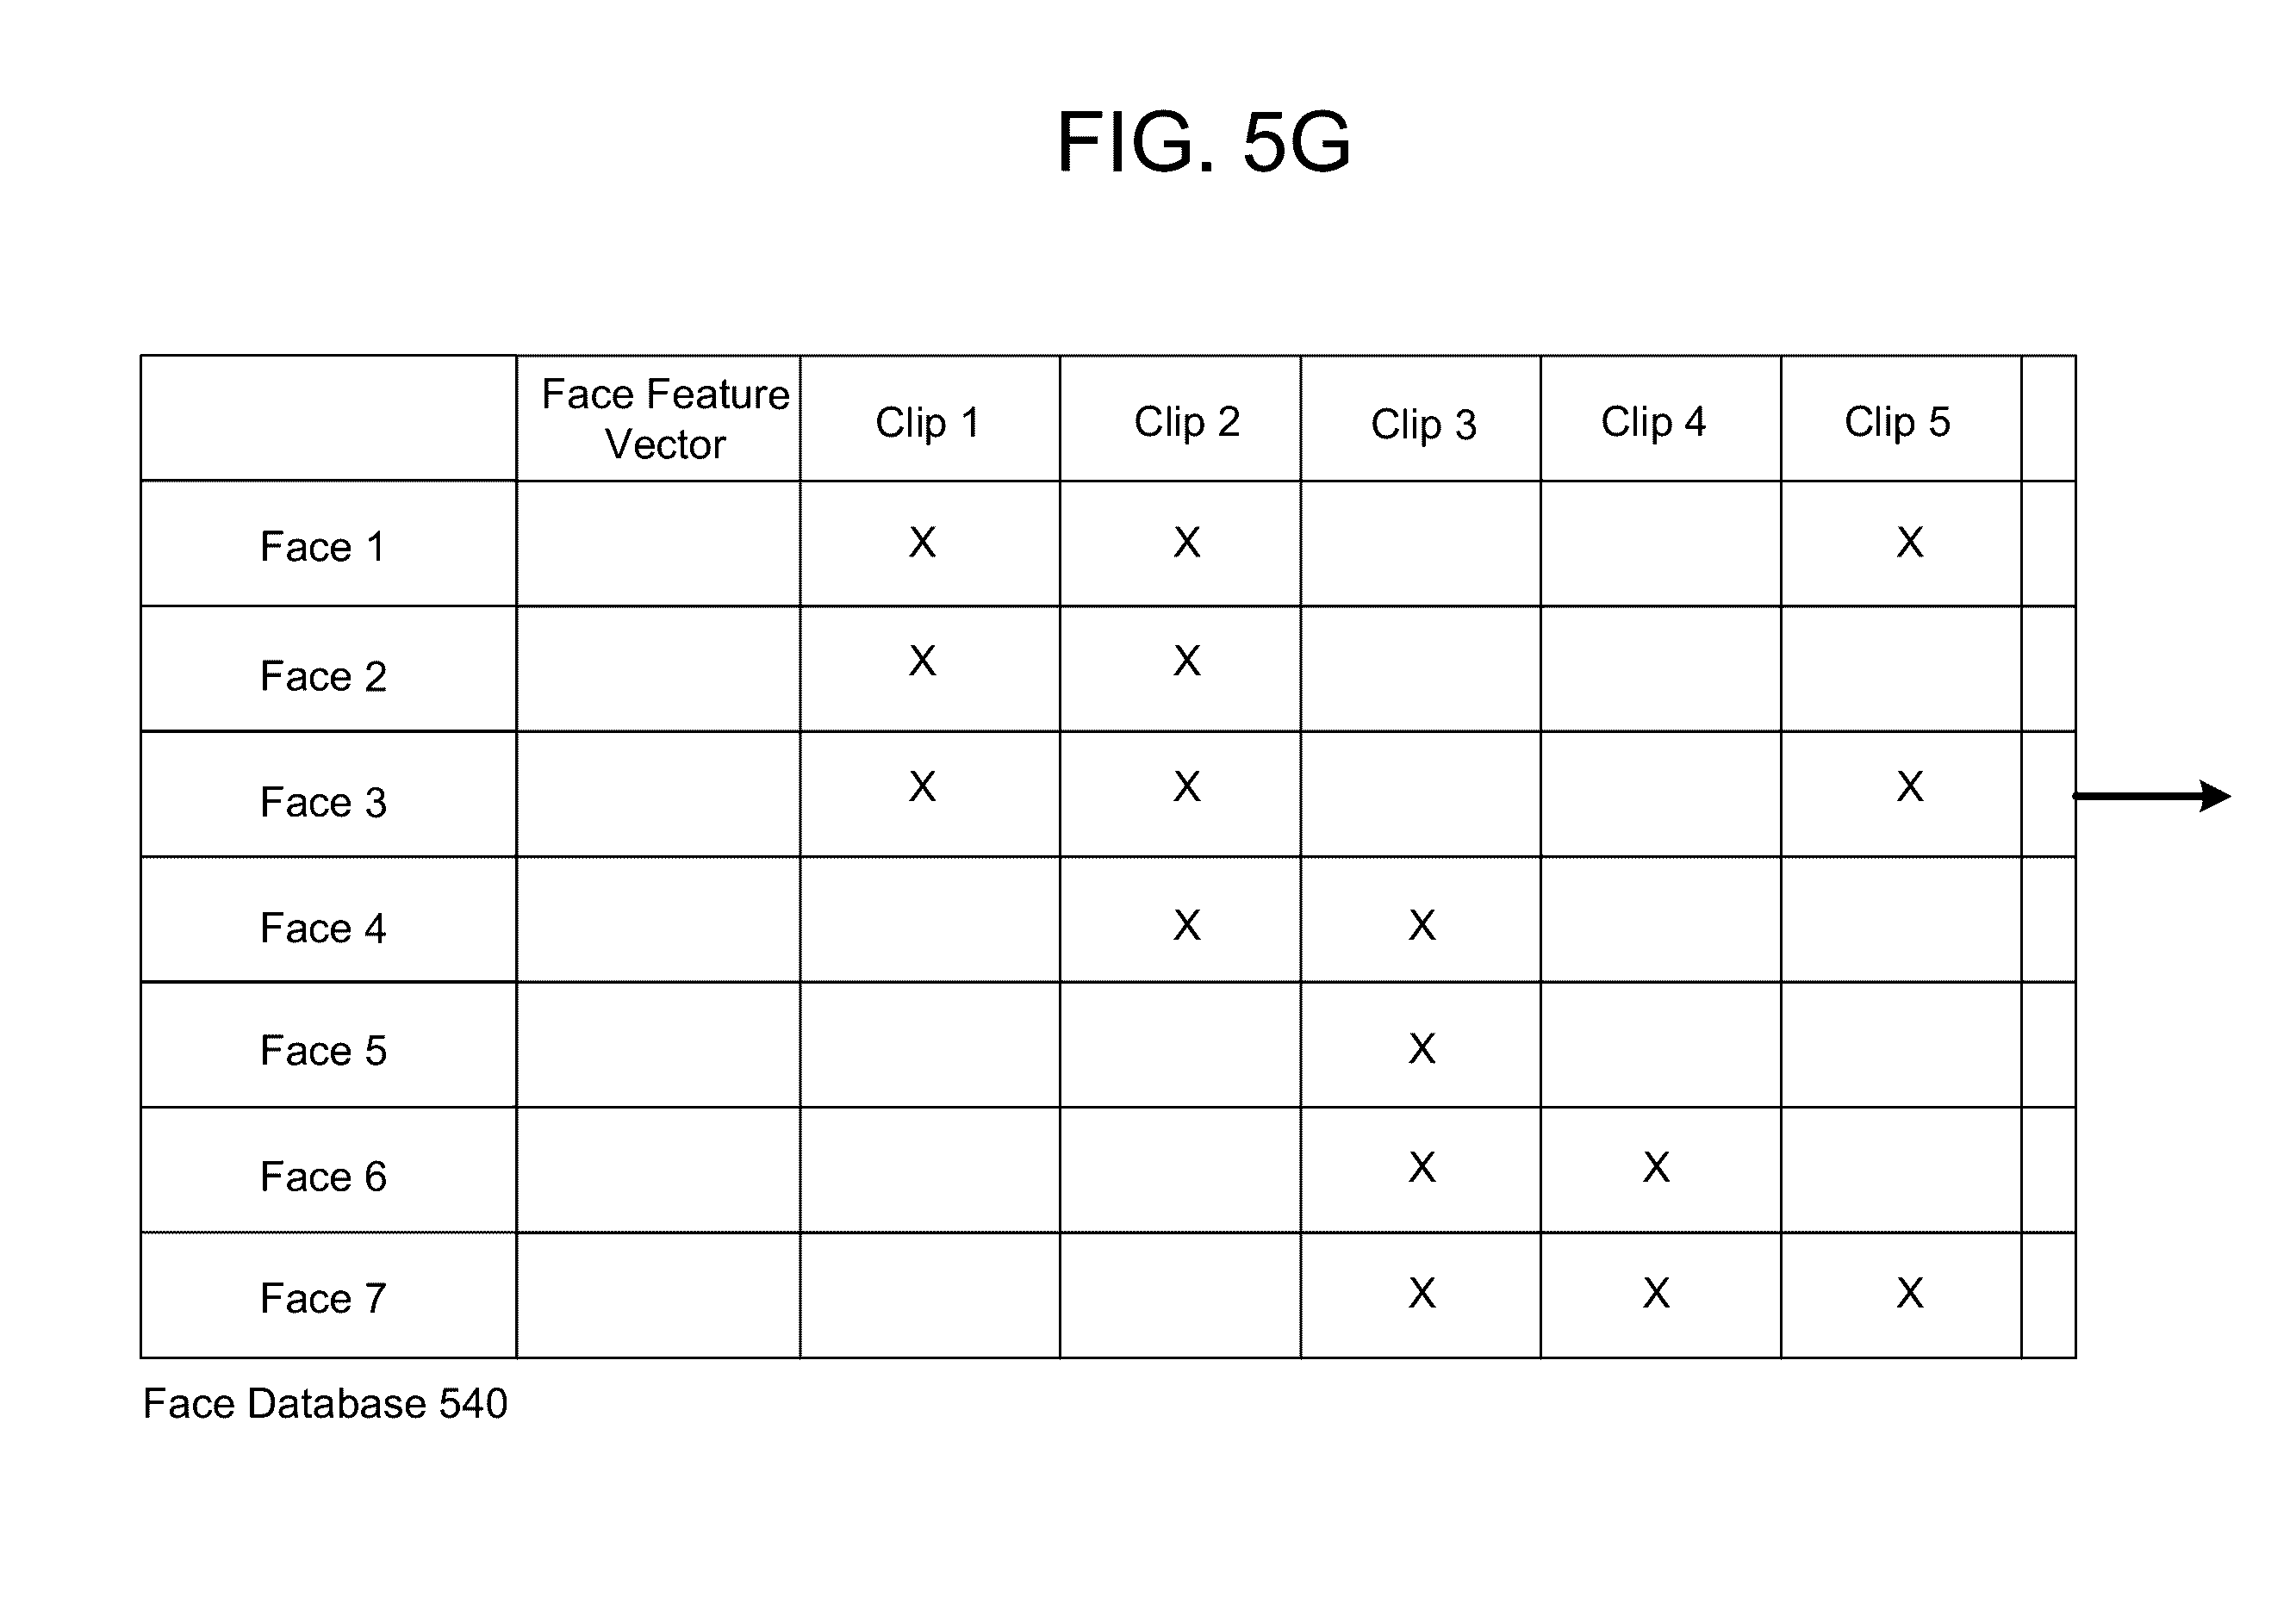 FIG. 5G
Face Feature
Vector
Clip 1
Clip 2
Clip 3
Clip 4
Clip 5
Face 1 X X X
Face 2 X X
Face 3 X X X
Face 4 X X
Face 5 X
Face 6 X X
Face 7 X X X
Face Database 540